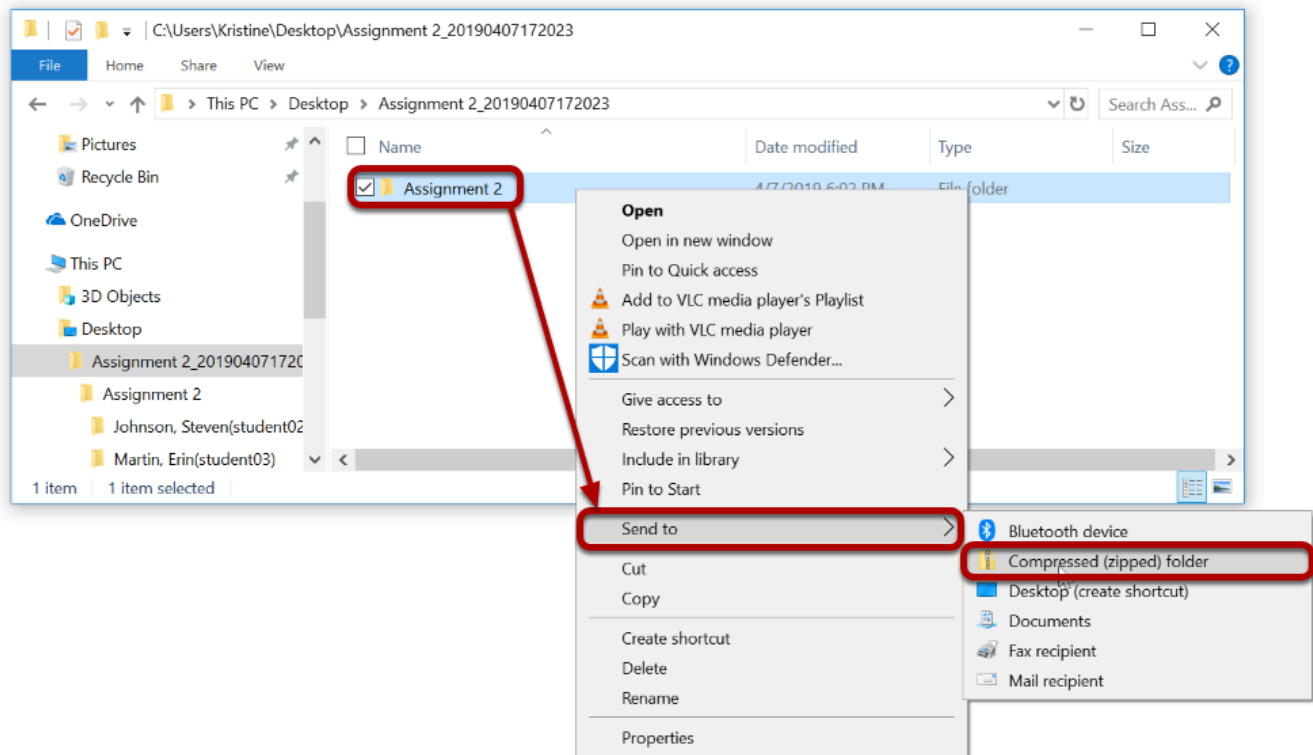 C:\Users\Kristine\Desktop\Assignment 2_20190407172023
File Home Share View
This PC > Desktop > Assignment 2_20190407172023
Search Ass...
Pictures
Recycle Bin
OneDrive
This PC
3D Objects
Desktop
Assignment 2_201904071720
Assignment 2
Johnson, Steven(student02
Martin, Erin(student03)
Name Date modified Type Size
Assignment 2 4/7/2019 6:02 PM File folder
1 item 1 item selected
Open
Open in new window
Pin to Quick access
Add to VLC media player's Playlist
Play with VLC media player
Scan with Windows Defender...
Give access to
Restore previous versions
Include in library
Pin to Start
Send to
Cut
Copy
Create shortcut
Delete
Rename
Properties
Bluetooth device
Compressed (zipped) folder
Desktop (create shortcut)
Documents
Fax recipient
Mail recipient